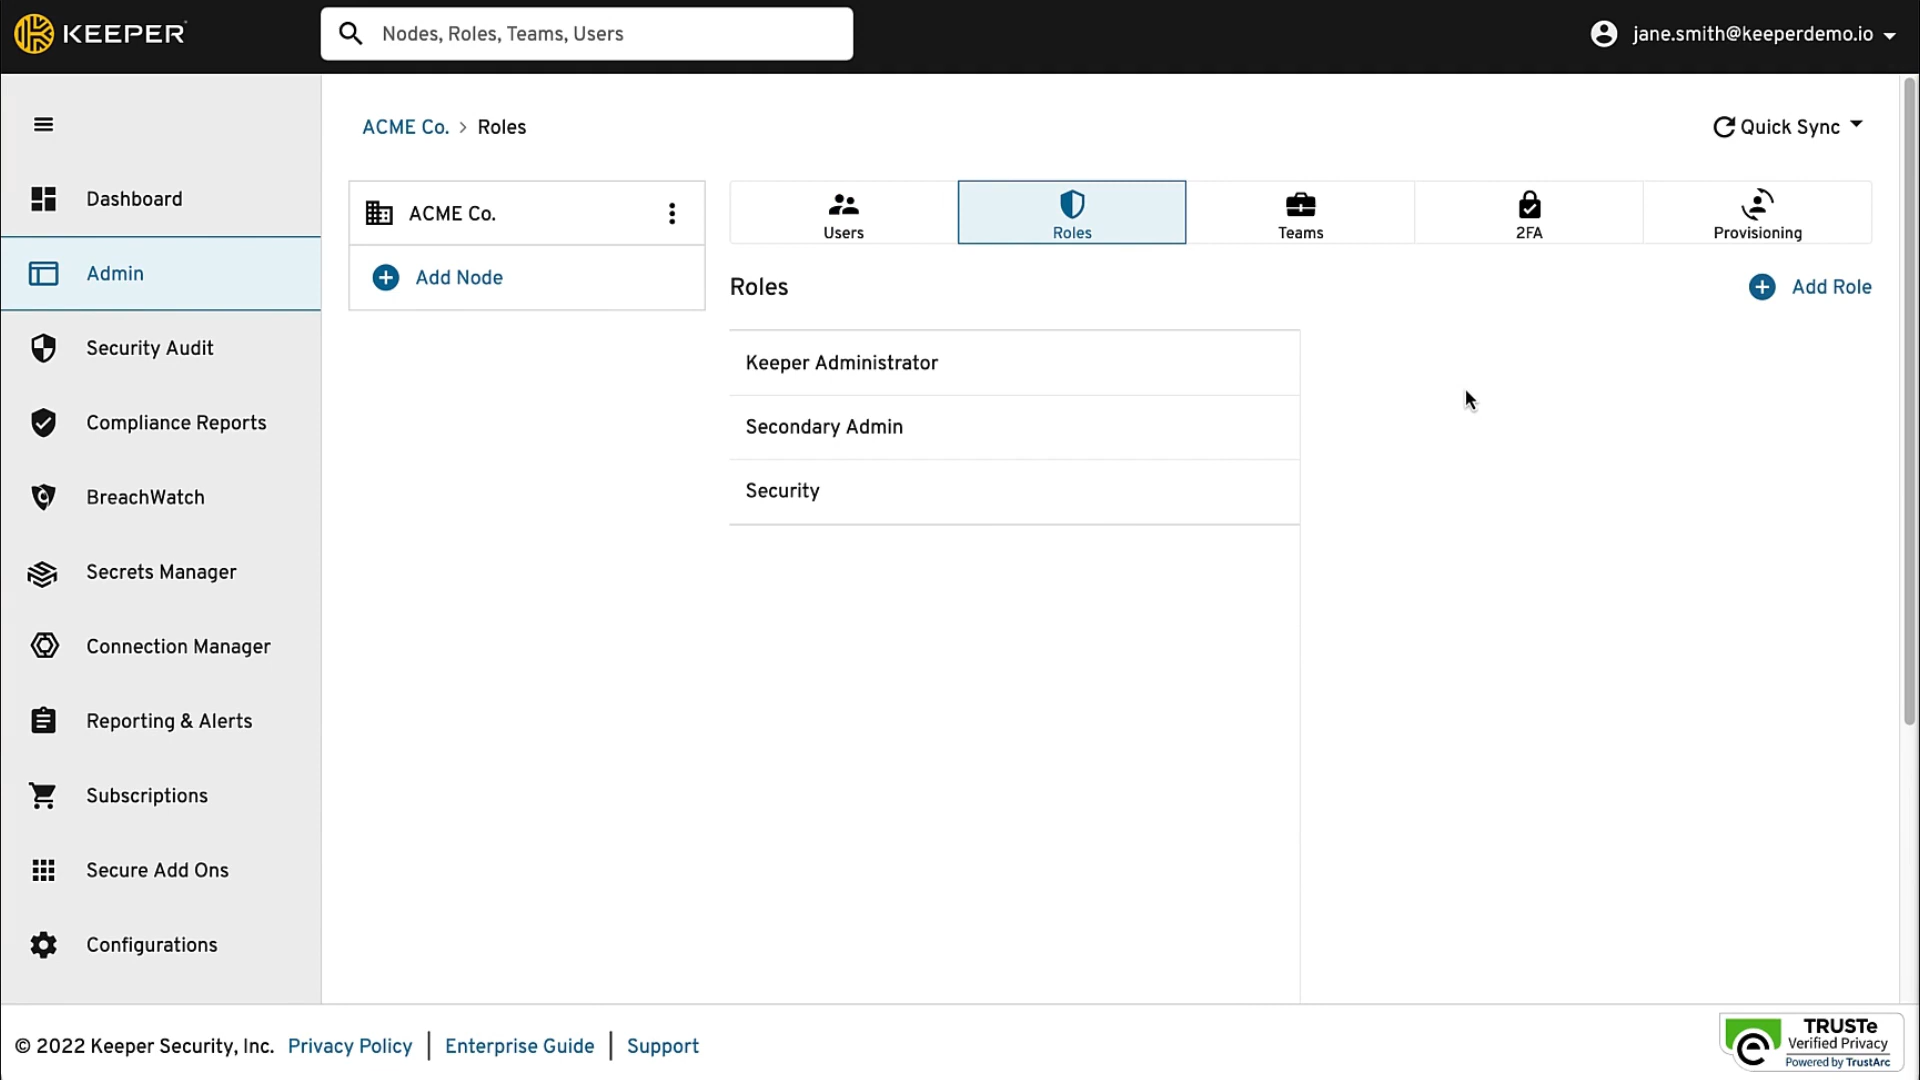 KEEPER
Nodes, Roles, Teams, Users
jane.smith@keeperdemo.io
ACME Co. > Roles
Quick Sync
Dashboard
Admin
Security Audit
Compliance Reports
BreachWatch
Secrets Manager
Connection Manager
Reporting & Alerts
Subscriptions
Secure Add Ons
Configurations
ACME Co.
Add Node
Users
Roles
Teams
2FA
Provisioning
Roles
Add Role
Keeper Administrator
Secondary Admin
Security
© 2022 Keeper Security, Inc. Privacy Policy | Enterprise Guide | Support
TRUSTe
Verified Privacy
Powered by TrustArc